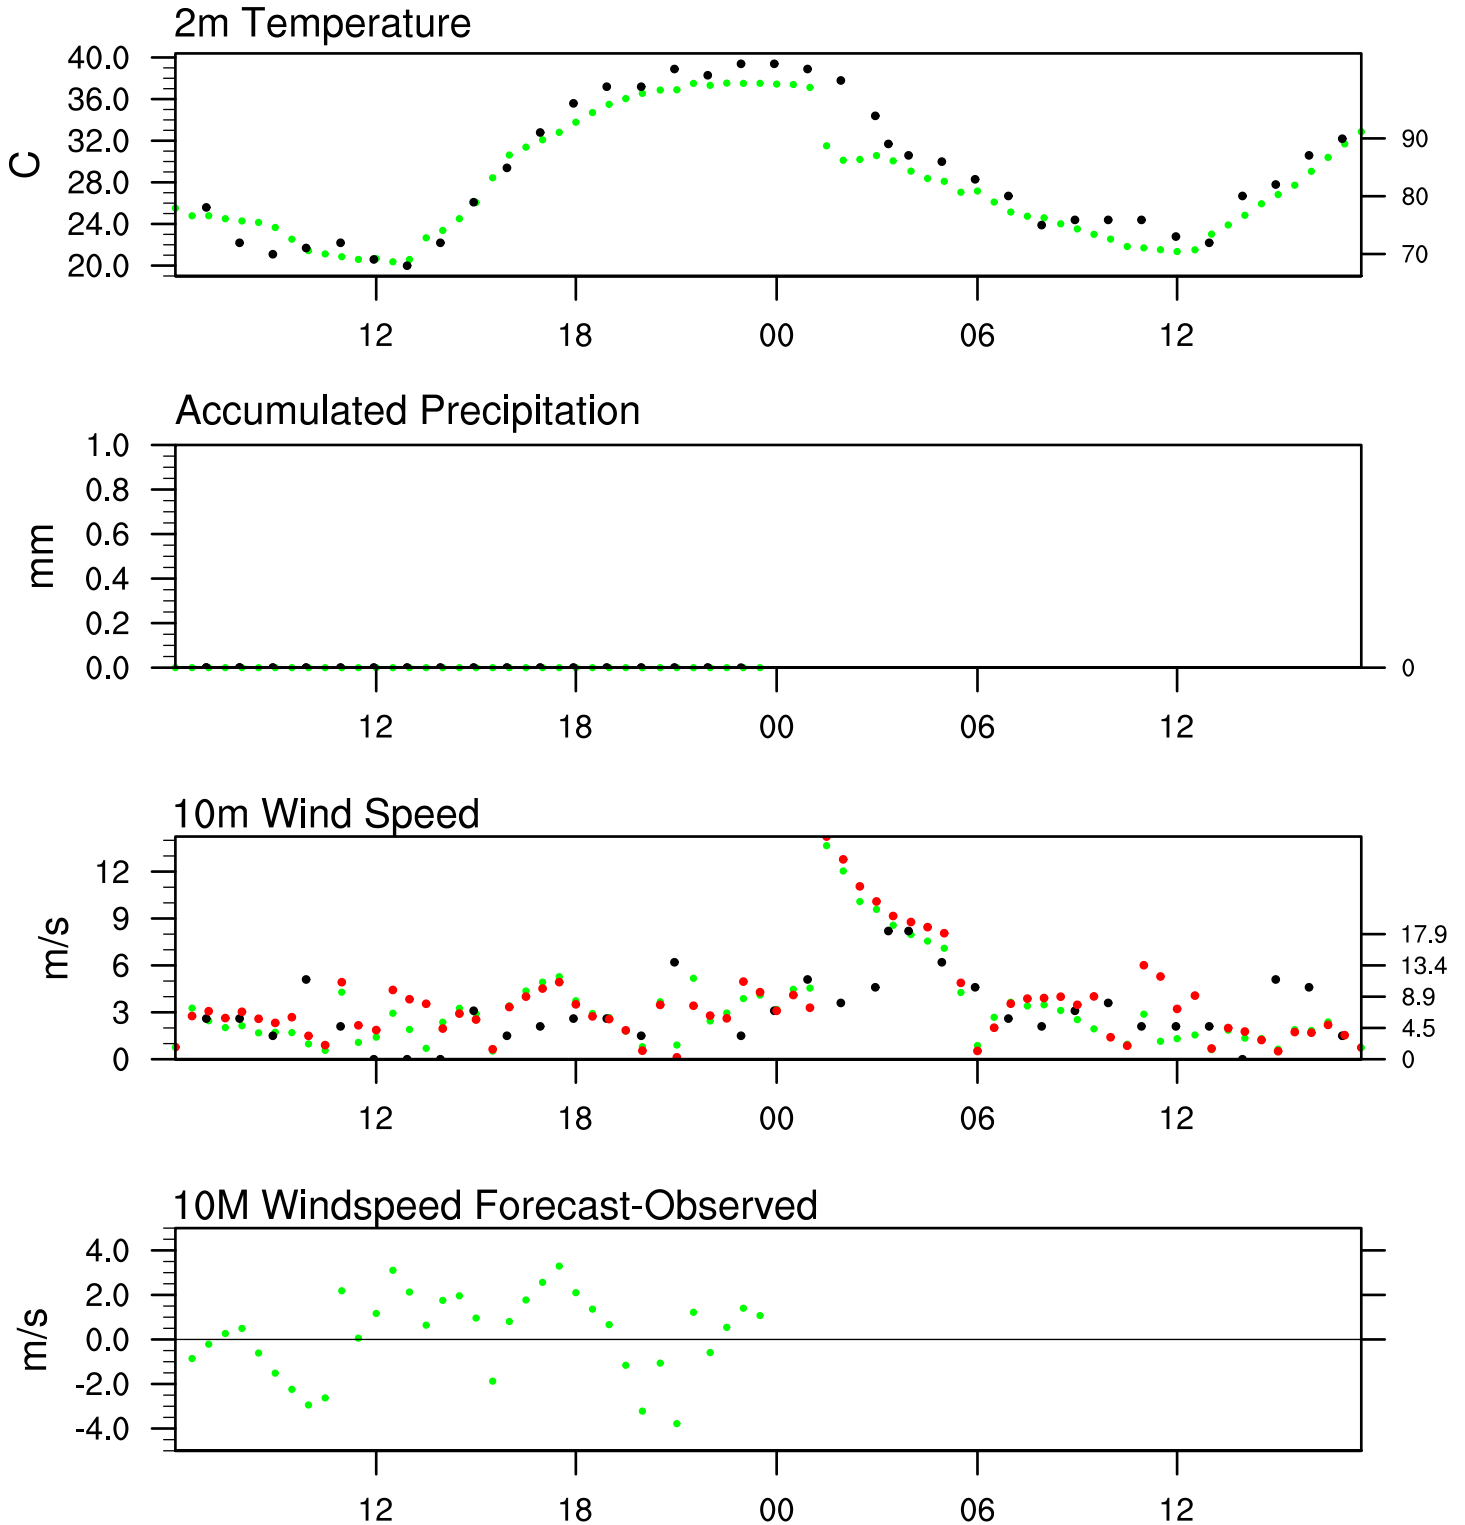 2m Temperature
40.0
36.0
32.0
28.0
24.0
20.0
C
90
80
70
12 18 00 06 12
Accumulated Precipitation
1.0
0.8
0.6
0.4
0.2
0.0
mm
0
12 18 00 06 12
10m Wind Speed
12
9
6
3
0
m/s
17.9
13.4
8.9
4.5
0
12 18 00 06 12
10M Windspeed Forecast-Observed
4.0
2.0
0.0
-2.0
-4.0
m/s
12 18 00 06 12